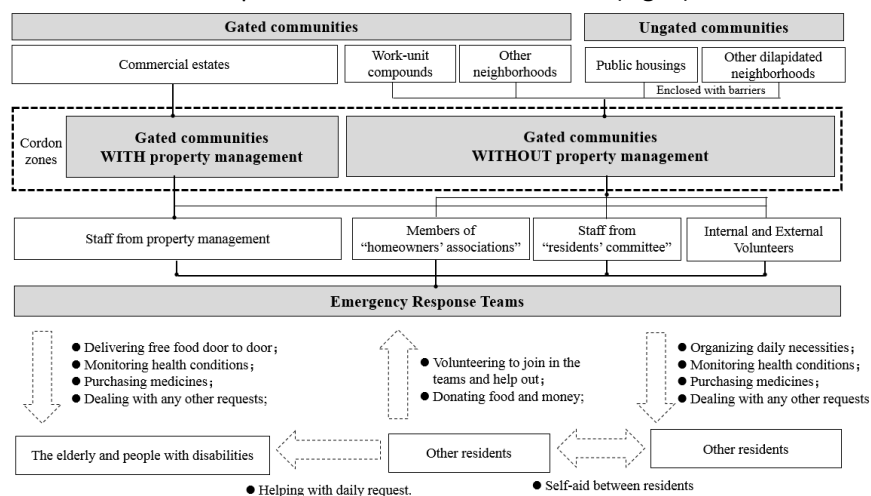 Gated communities
Ungated communities
Commercial estates
Work-unit
compounds
Other
neighborhoods
Public housings
Other dilapidated
neighborhoods
Enclosed with barriers
Cordon
zones
Gated communities
WITH property management
Gated communities
WITHOUT property management
Staff from property management
Members of
“homeowners’ associations”
Staff from
“residents’ committee”
Internal and External
Volunteers
Emergency Response Teams
● Delivering free food door to door;
● Monitoring health conditions;
● Purchasing medicines;
● Dealing with any other requests;
● Volunteering to join in the
teams and help out;
● Donating food and money;
● Organizing daily necessities;
● Monitoring health conditions;
● Purchasing medicines;
● Dealing with any other requests
The elderly and people with disabilities
Other residents
Other residents
● Helping with daily request.
● Self-aid between residents